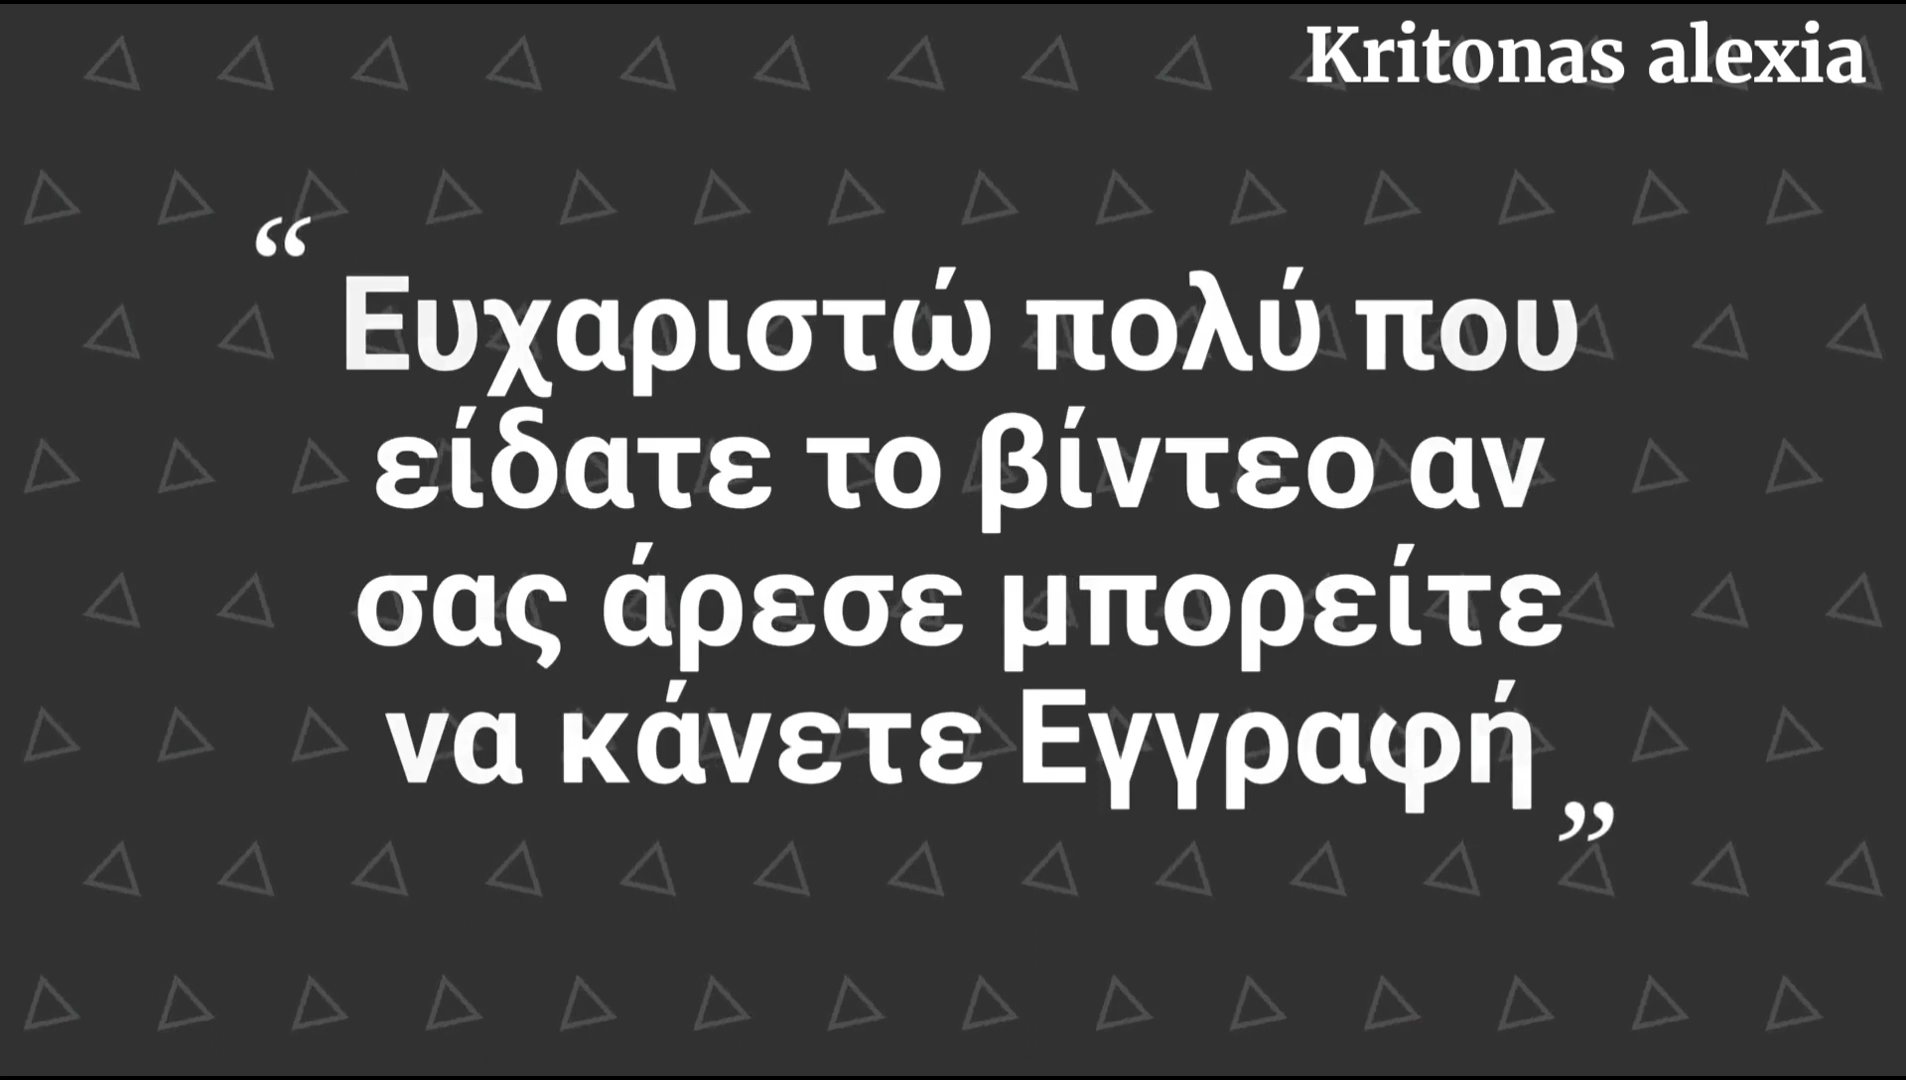 Kritonas alexia
“ Ευχαριστώ πολύ που
είδατε το βίντεο αν
σας άρεσε μπορείτε
να κάνετε Εγγραφή ”